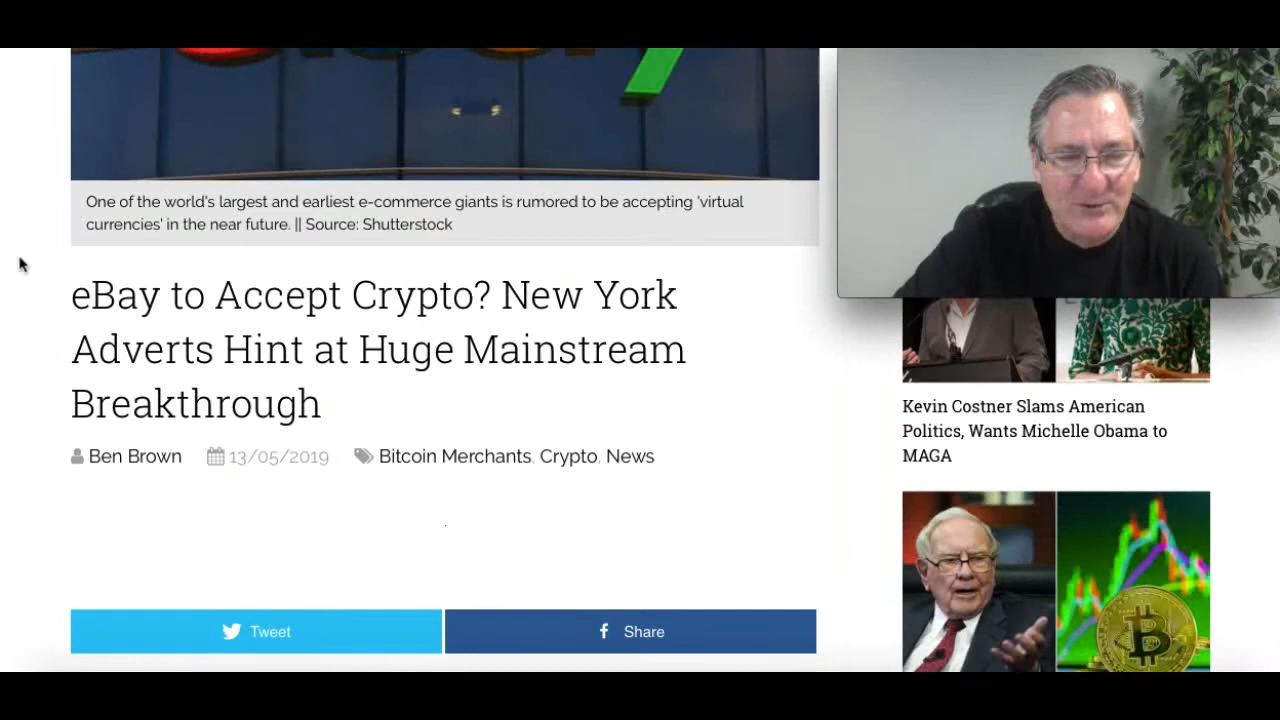 One of the world's largest and earliest e-commerce giants is rumored to be accepting 'virtual
currencies' in the near future. || Source: Shutterstock
eBay to Accept Crypto? New York
Adverts Hint at Huge Mainstream
Breakthrough
Ben Brown 13/05/2019 Bitcoin Merchants, Crypto, News
Tweet
Share
Kevin Costner Slams American
Politics, Wants Michelle Obama to
MAGA